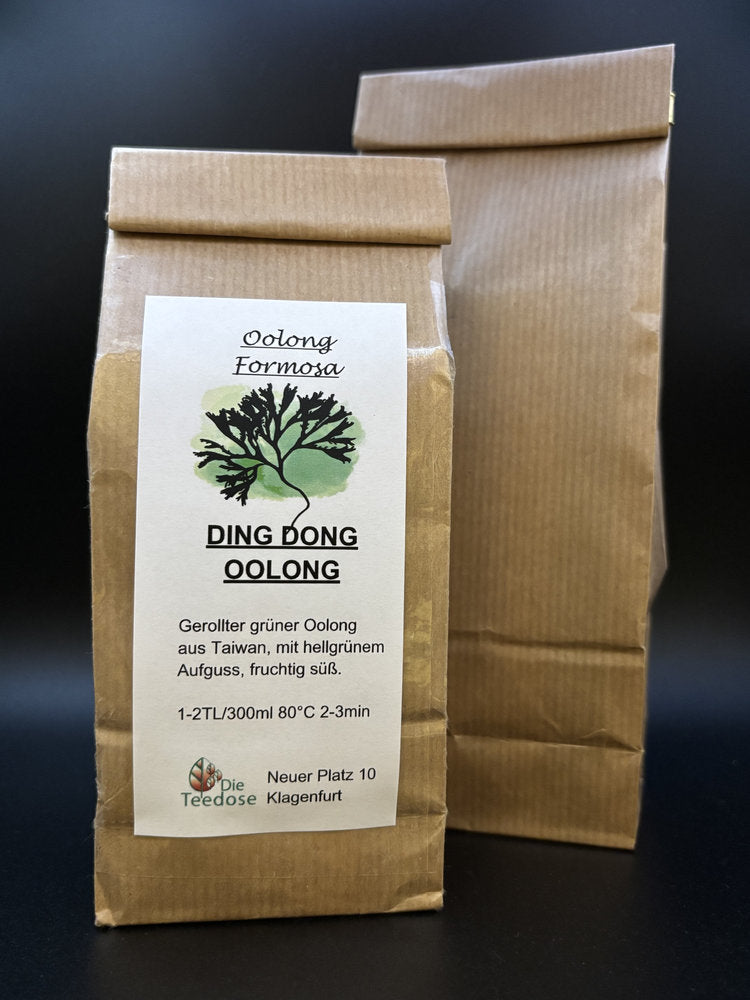 Oolong
Formosa
DING DONG
OOLONG
Gerollter grüner Oolong
aus Taiwan, mit hellgrünem
Aufguss, fruchtig süß.
1-2TL/300ml 80°C 2-3min
Die
Teedose
Neuer Platz 10
Klagenfurt